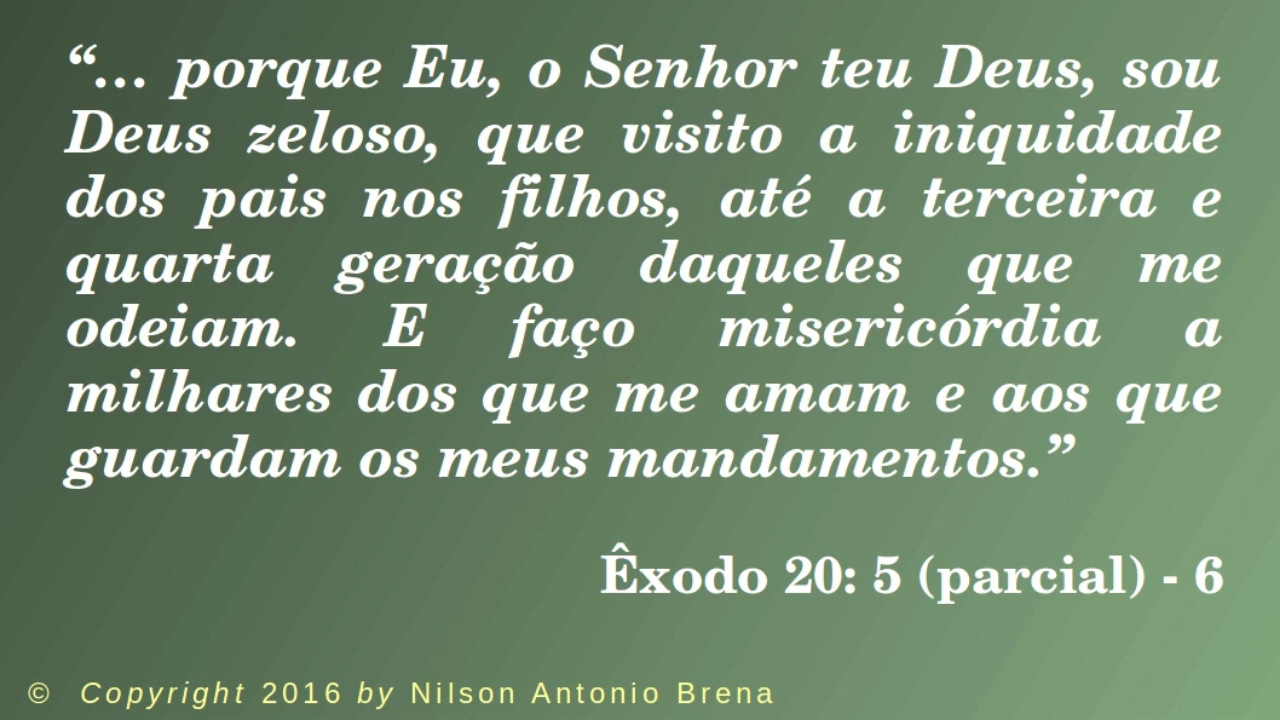 “... porque Eu, o Senhor teu Deus, sou
Deus zeloso, que visito a iniquidade
dos pais nos filhos, até a terceira e
quarta geração daqueles que me
odeiam. E faço misericórdia a
milhares dos que me amam e aos que
guardam os meus mandamentos.”
Êxodo 20: 5 (parcial) - 6
© Copyright 2016 by Nilson Antonio Brena